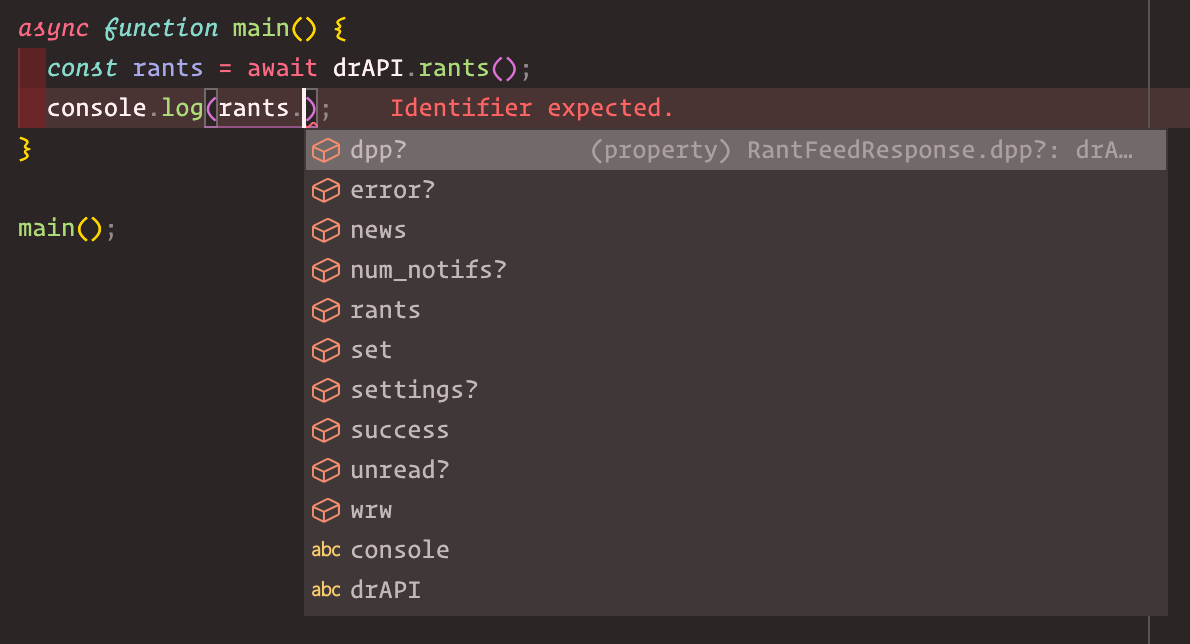 async function main() {
const rants = await drAPI.rants();
console.log(rants.); Identifier expected.
}
dpp? (property) RantFeedResponse.dpp?: drA…
error?
news
main();
num_notifs?
rants
set
settings?
success
unread?
wrw
abc console
abc drAPI